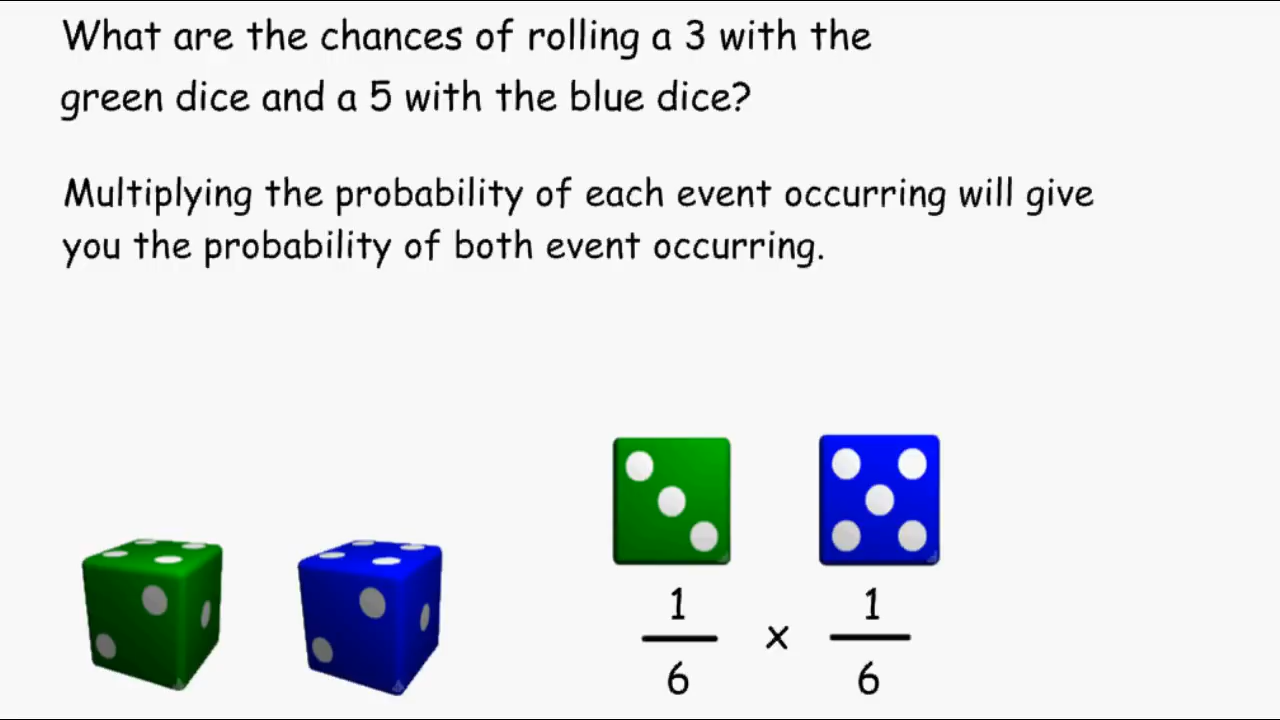 What are the chances of rolling a 3 with the
green dice and a 5 with the blue dice?
Multiplying the probability of each event occurring will give
you the probability of both event occurring.
1 1
x
6 6